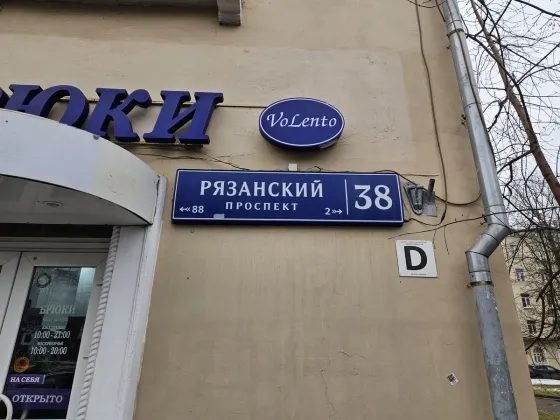 БРЮКИ
VoLento
РЯЗАНСКИЙ
ПРОСПЕКТ
38
88
2
D
БРЮКИ
10:00-21:00
ВОСКРЕСЕНЬЕ
10:00-20:00
НА СЕБЯ
ОТКРЫТО